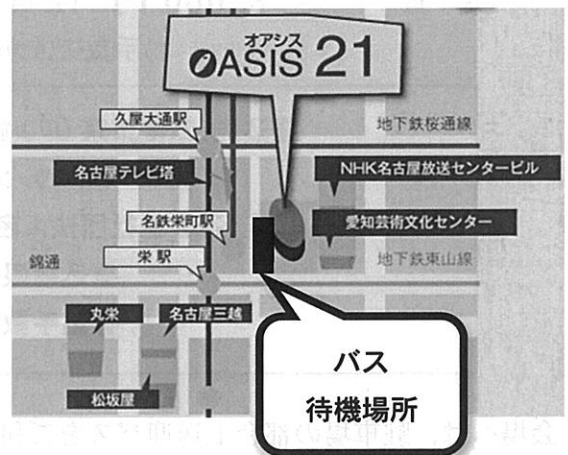 オアシス
OASIS 21
久屋大通駅
地下鉄桜通線
名古屋テレビ塔
NHK名古屋放送センタービル
名鉄栄町駅
愛知芸術文化センター
錦通
栄駅
地下鉄東山線
丸栄
名古屋三越
松坂屋
バス
待機場所